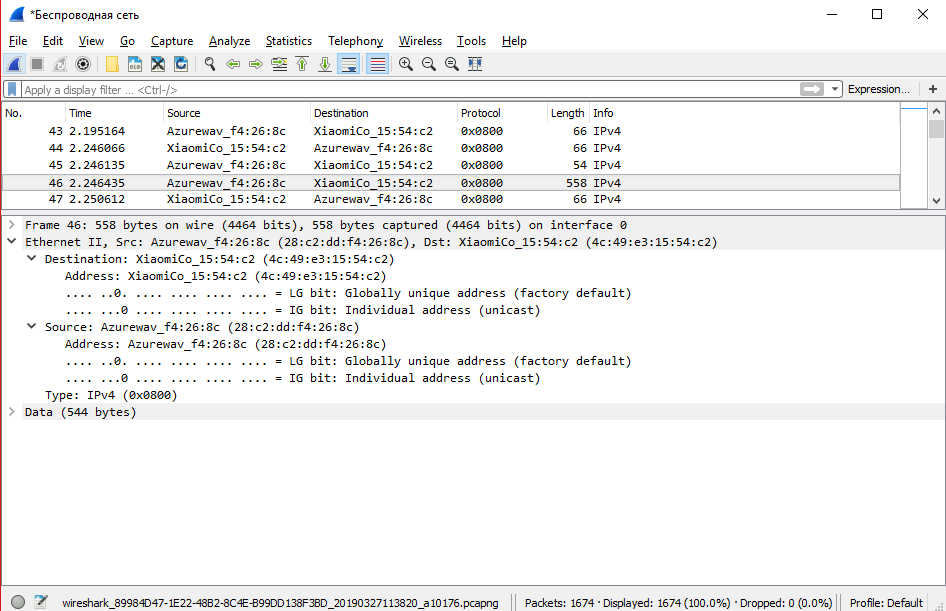 *Беспроводная сеть
File Edit View Go Capture Analyze Statistics Telephony Wireless Tools Help
Apply a display filter ... <Ctrl-/> Expression... +
No. Time Source Destination Protocol Length Info
43 2.195164 Azurewav_f4:26:8c XiaomiCo_15:54:c2 0x0800 66 IPv4
44 2.246066 XiaomiCo_15:54:c2 Azurewav_f4:26:8c 0x0800 66 IPv4
45 2.246135 Azurewav_f4:26:8c XiaomiCo_15:54:c2 0x0800 54 IPv4
46 2.246435 Azurewav_f4:26:8c XiaomiCo_15:54:c2 0x0800 558 IPv4
47 2.250612 XiaomiCo_15:54:c2 Azurewav_f4:26:8c 0x0800 66 IPv4
Frame 46: 558 bytes on wire (4464 bits), 558 bytes captured (4464 bits) on interface 0
Ethernet II, Src: Azurewav_f4:26:8c (28:c2:dd:f4:26:8c), Dst: XiaomiCo_15:54:c2 (4c:49:e3:15:54:c2)
Destination: XiaomiCo_15:54:c2 (4c:49:e3:15:54:c2)
Address: XiaomiCo_15:54:c2 (4c:49:e3:15:54:c2)
.... ..0. .... .... .... .... = LG bit: Globally unique address (factory default)
.... ...0 .... .... .... .... = IG bit: Individual address (unicast)
Source: Azurewav_f4:26:8c (28:c2:dd:f4:26:8c)
Address: Azurewav_f4:26:8c (28:c2:dd:f4:26:8c)
.... ..0. .... .... .... .... = LG bit: Globally unique address (factory default)
.... ...0 .... .... .... .... = IG bit: Individual address (unicast)
Type: IPv4 (0x0800)
Data (544 bytes)
wireshark_89984D47-1E22-48B2-8C4E-B99DD138F3BD_20190327113820_a10176.pcapng Packets: 1674 · Displayed: 1674 (100.0%) · Dropped: 0 (0.0%) Profile: Default